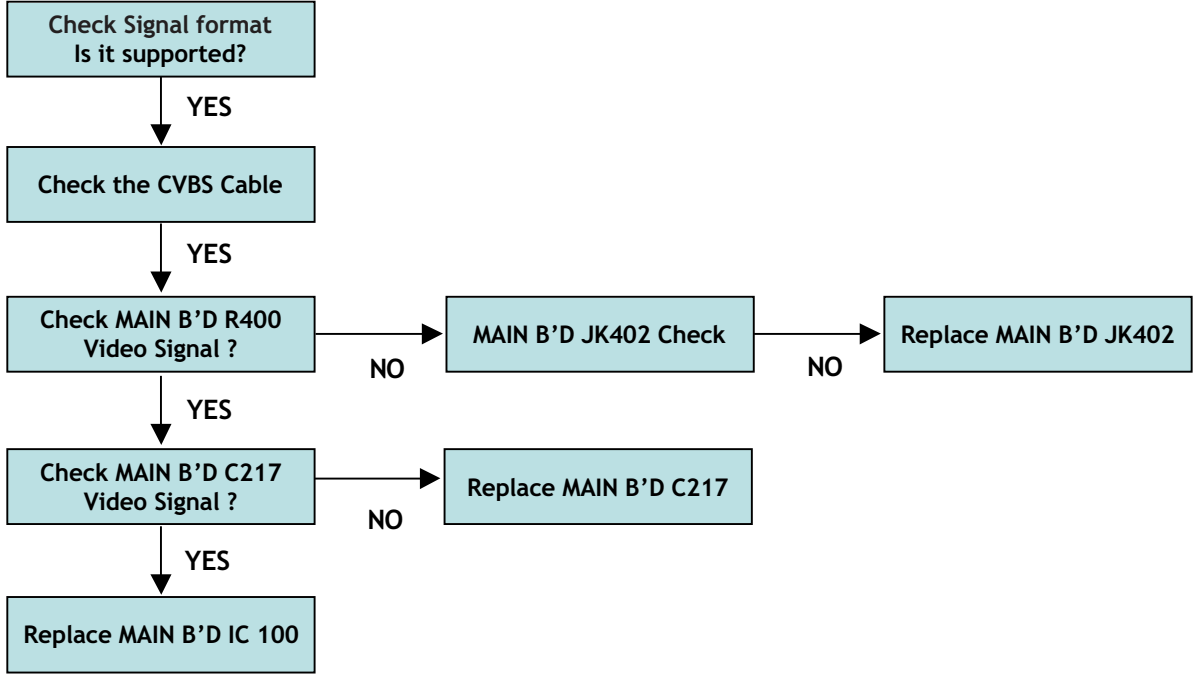 Check Signal format
Is it supported?
YES
Check the CVBS Cable
YES
Check MAIN B’D R400
Video Signal ?
NO
MAIN B’D JK402 Check
NO
Replace MAIN B’D JK402
YES
Check MAIN B’D C217
Video Signal ?
NO
Replace MAIN B’D C217
YES
Replace MAIN B’D IC 100